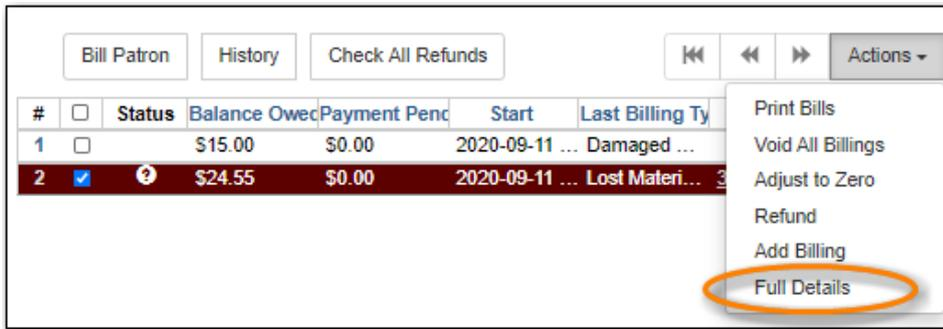 Bill Patron History Check All Refunds Actions
# Status Balance Owed Payment Pend Start Last Billing Ty
1 $15.00 $0.00 2020-09-11 ... Damaged ...
2 $24.55 $0.00 2020-09-11 ... Lost Materi... 3
Print Bills
Void All Billings
Adjust to Zero
Refund
Add Billing
Full Details